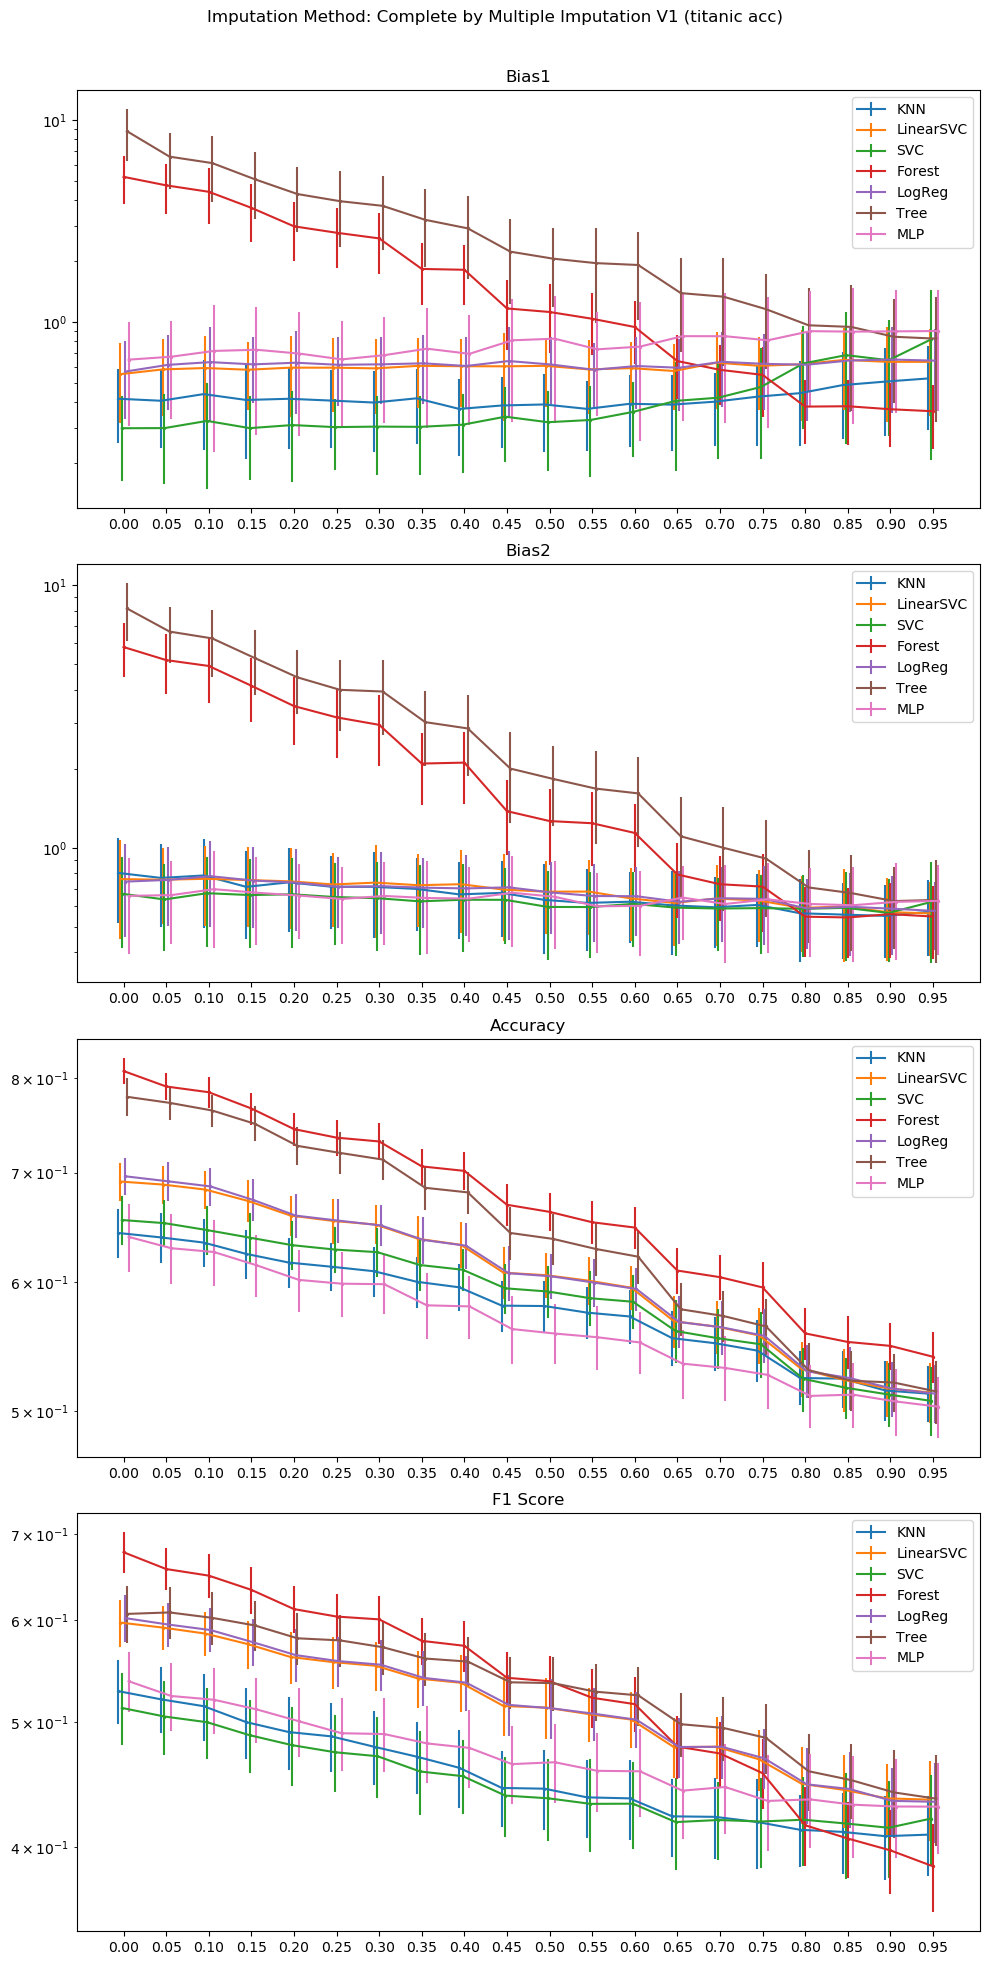 Imputation Method: Complete by Multiple Imputation V1 (titanic acc)
Bias1
10¹
10⁰
KNN
LinearSVC
SVC
Forest
LogReg
Tree
MLP
0.00 0.05 0.10 0.15 0.20 0.25 0.30 0.35 0.40 0.45 0.50 0.55 0.60 0.65 0.70 0.75 0.80 0.85 0.90 0.95
Bias2
10¹
10⁰
KNN
LinearSVC
SVC
Forest
LogReg
Tree
MLP
0.00 0.05 0.10 0.15 0.20 0.25 0.30 0.35 0.40 0.45 0.50 0.55 0.60 0.65 0.70 0.75 0.80 0.85 0.90 0.95
Accuracy
8 × 10⁻¹
7 × 10⁻¹
6 × 10⁻¹
5 × 10⁻¹
KNN
LinearSVC
SVC
Forest
LogReg
Tree
MLP
0.00 0.05 0.10 0.15 0.20 0.25 0.30 0.35 0.40 0.45 0.50 0.55 0.60 0.65 0.70 0.75 0.80 0.85 0.90 0.95
F1 Score
7 × 10⁻¹
6 × 10⁻¹
5 × 10⁻¹
4 × 10⁻¹
KNN
LinearSVC
SVC
Forest
LogReg
Tree
MLP
0.00 0.05 0.10 0.15 0.20 0.25 0.30 0.35 0.40 0.45 0.50 0.55 0.60 0.65 0.70 0.75 0.80 0.85 0.90 0.95